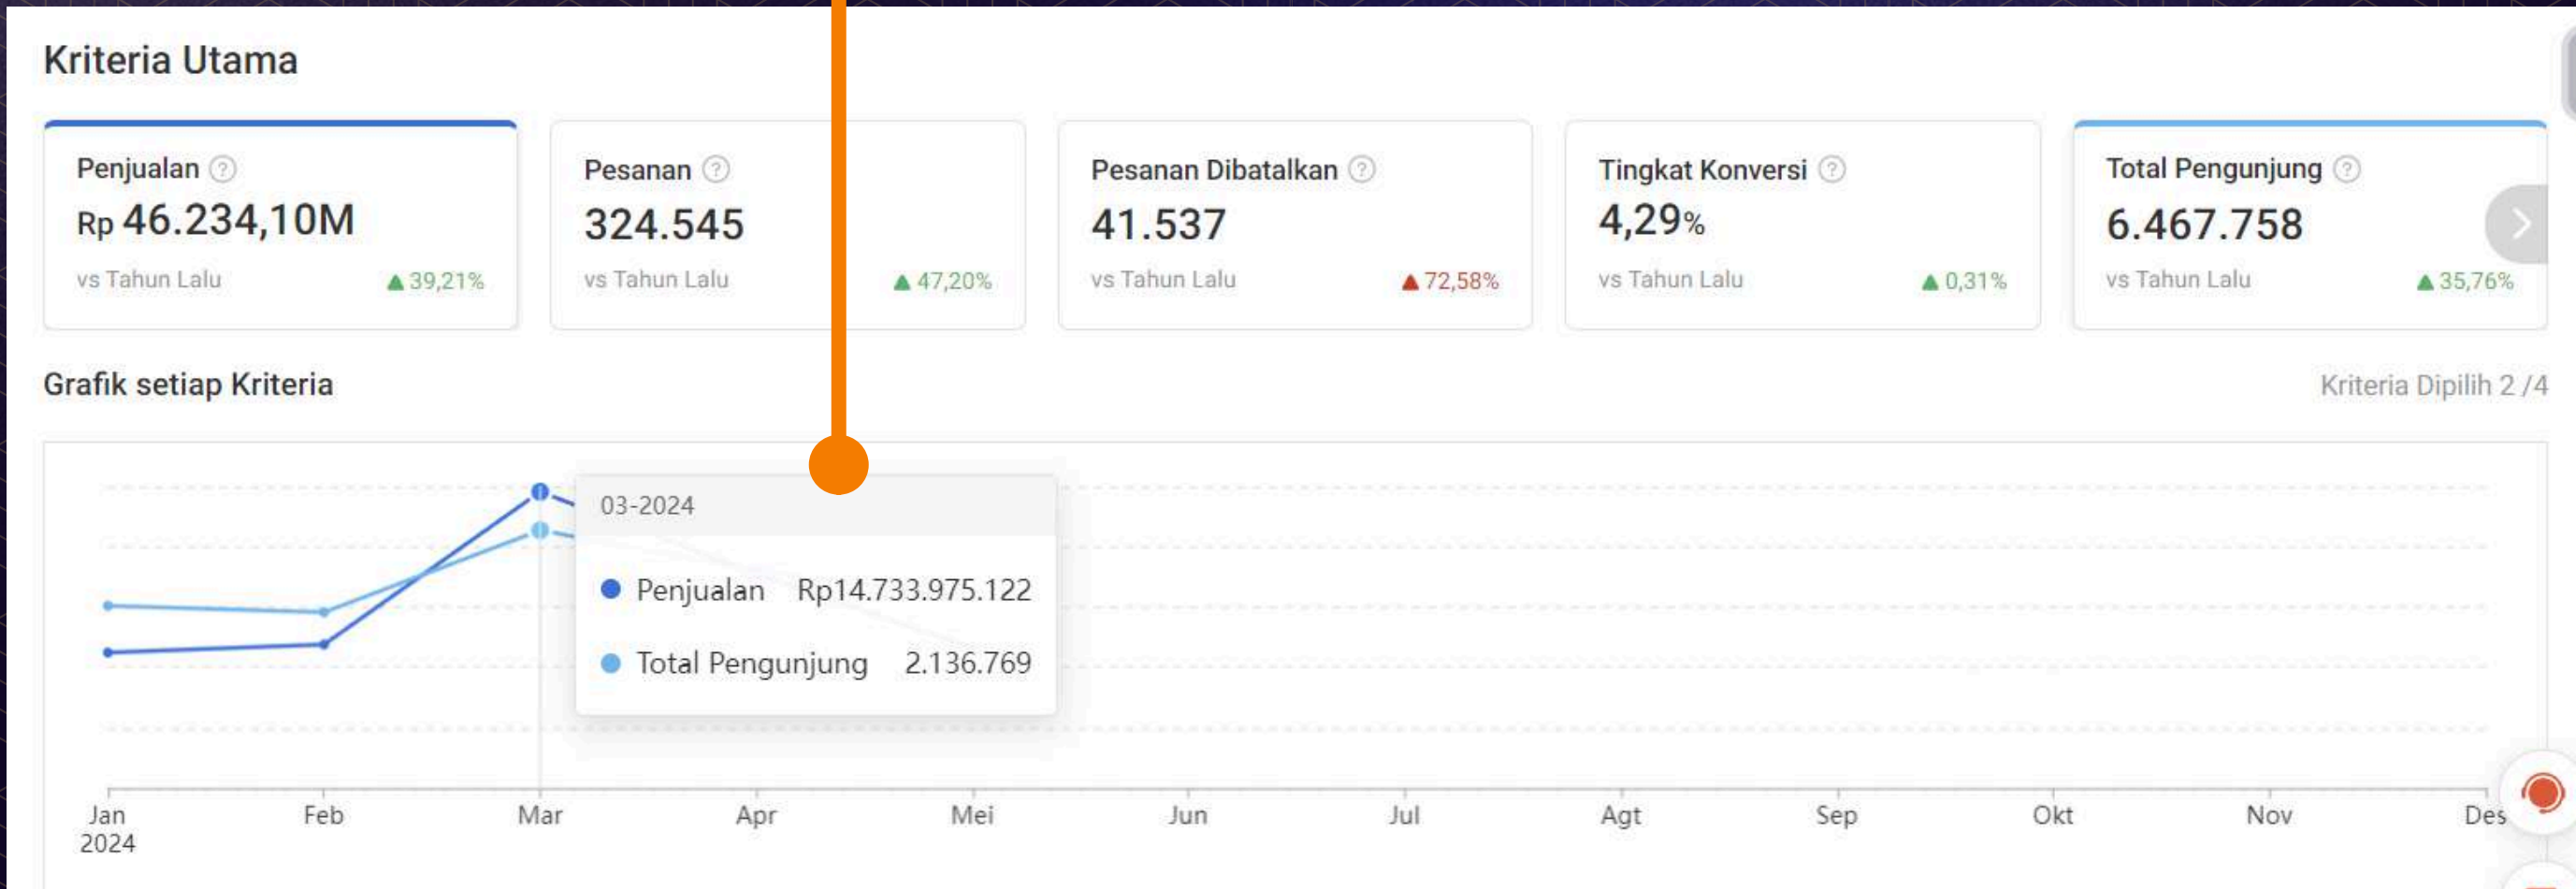 Kriteria Utama
Penjualan ?
Rp 46.234,10M
vs Tahun Lalu ▲ 39,21%
Pesanan ?
324.545
vs Tahun Lalu ▲ 47,20%
Pesanan Dibatalkan ?
41.537
vs Tahun Lalu ▲ 72,58%
Tingkat Konversi ?
4,29%
vs Tahun Lalu ▲ 0,31%
Total Pengunjung ?
6.467.758
vs Tahun Lalu ▲ 35,76%
Grafik setiap Kriteria
Kriteria Dipilih 2 /4
03-2024
Penjualan Rp14.733.975.122
Total Pengunjung 2.136.769
Jan Feb Mar Apr Mei Jun Jul Agt Sep Okt Nov Des
2024